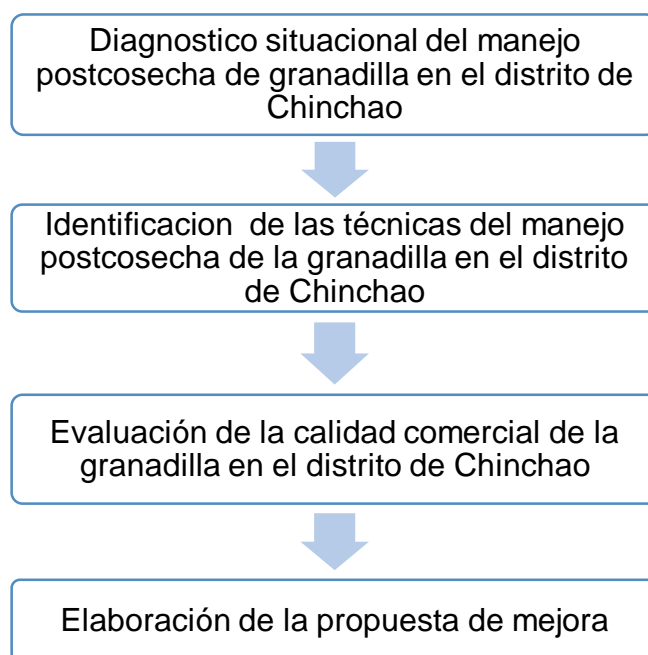 Diagnostico situacional del manejo
postcosecha de granadilla en el distrito de
Chinchao
Identificacion de las técnicas del manejo
postcosecha de la granadilla en el distrito
de Chinchao
Evaluación de la calidad comercial de la
granadilla en el distrito de Chinchao
Elaboración de la propuesta de mejora